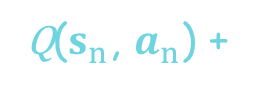 Q(sₙ, aₙ) +